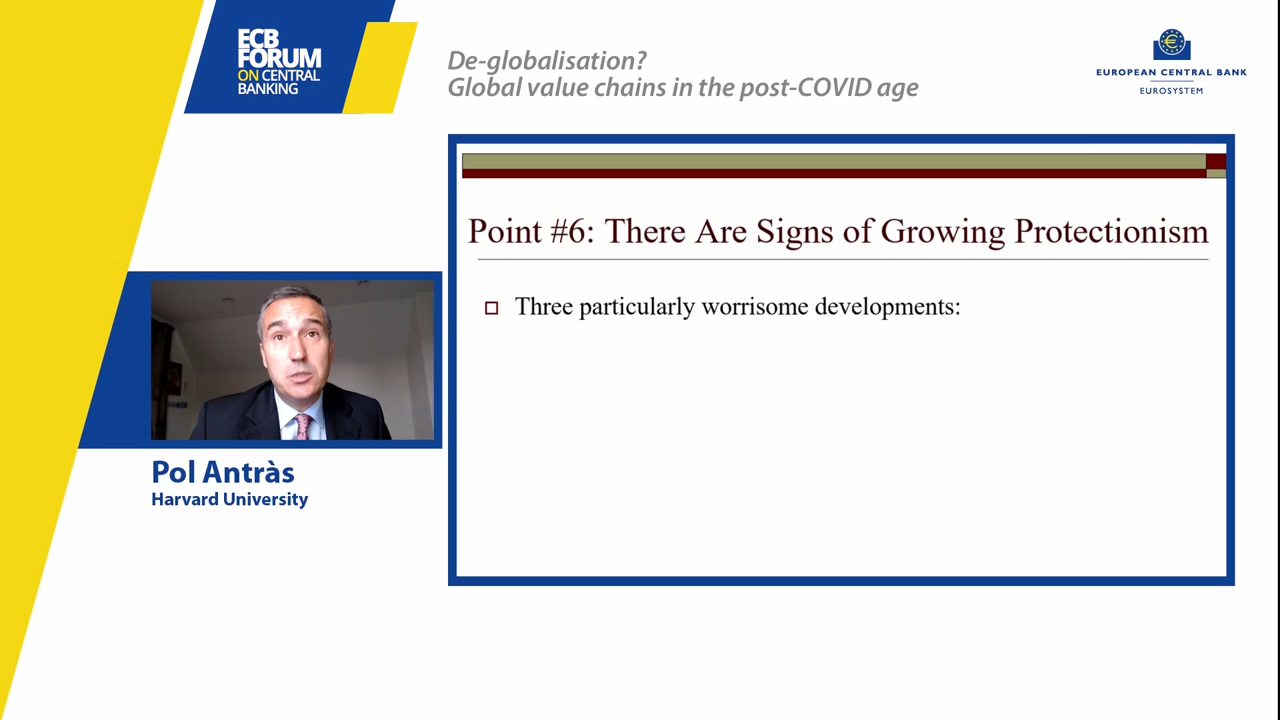 ECB
FORUM
ON CENTRAL
BANKING
De-globalisation?
Global value chains in the post-COVID age
€
EUROPEAN CENTRAL BANK
EUROSYSTEM
Point #6: There Are Signs of Growing Protectionism
Three particularly worrisome developments:
Pol Antràs
Harvard University